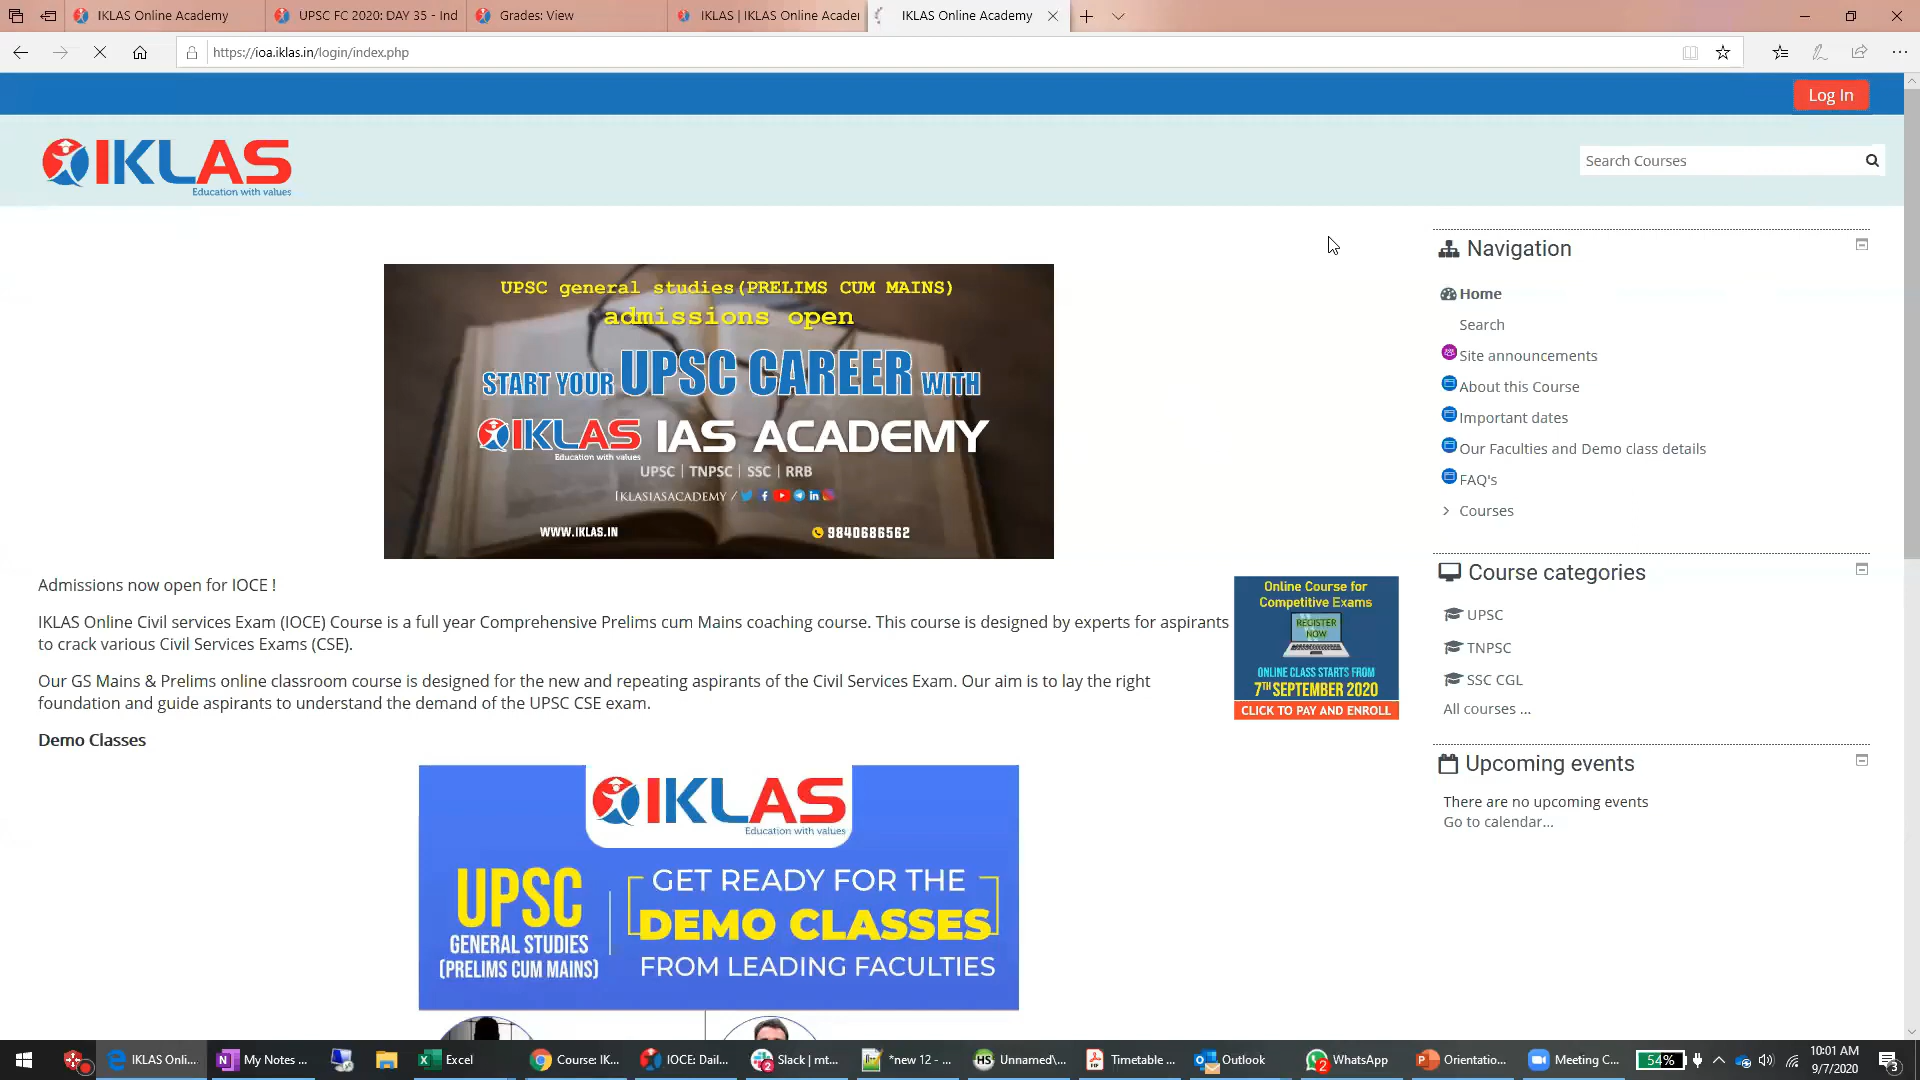 IKLAS Online Academy
UPSC FC 2020: DAY 35 - Ind
Grades: View
IKLAS | IKLAS Online Acader
IKLAS Online Academy
https://ioa.iklas.in/login/index.php
Log In
IKLAS
Education with values
Search Courses
UPSC general studies(PRELIMS CUM MAINS)
admissions open
START YOUR UPSC CAREER WITH
IKLAS IAS ACADEMY
Education with values
UPSC | TNPSC | SSC | RRB
IKLASIASACADEMY /
WWW.IKLAS.IN
9840686562
Navigation
Home
Search
Site announcements
About this Course
Important dates
Our Faculties and Demo class details
FAQ's
Courses
Admissions now open for IOCE !
IKLAS Online Civil services Exam (IOCE) Course is a full year Comprehensive Prelims cum Mains coaching course. This course is designed by experts for aspirants
to crack various Civil Services Exams (CSE).
Our GS Mains & Prelims online classroom course is designed for the new and repeating aspirants of the Civil Services Exam. Our aim is to lay the right
foundation and guide aspirants to understand the demand of the UPSC CSE exam.
Demo Classes
Online Course for
Competitive Exams
REGISTER
NOW
ONLINE CLASS STARTS FROM
7TH SEPTEMBER 2020
CLICK TO PAY AND ENROLL
Course categories
UPSC
TNPSC
SSC CGL
All courses ...
Upcoming events
There are no upcoming events
Go to calendar...
IKLAS
Education with values
UPSC
GENERAL STUDIES
(PRELIMS CUM MAINS)
GET READY FOR THE
DEMO CLASSES
FROM LEADING FACULTIES
IKLAS Onli...
My Notes ...
Excel
Course: IK...
IOCE: Dail...
Slack | mt...
*new 12 - ...
Unnamed\...
Timetable ...
Outlook
WhatsApp
Orientatio...
Meeting C...
54%
10:01 AM
9/7/2020